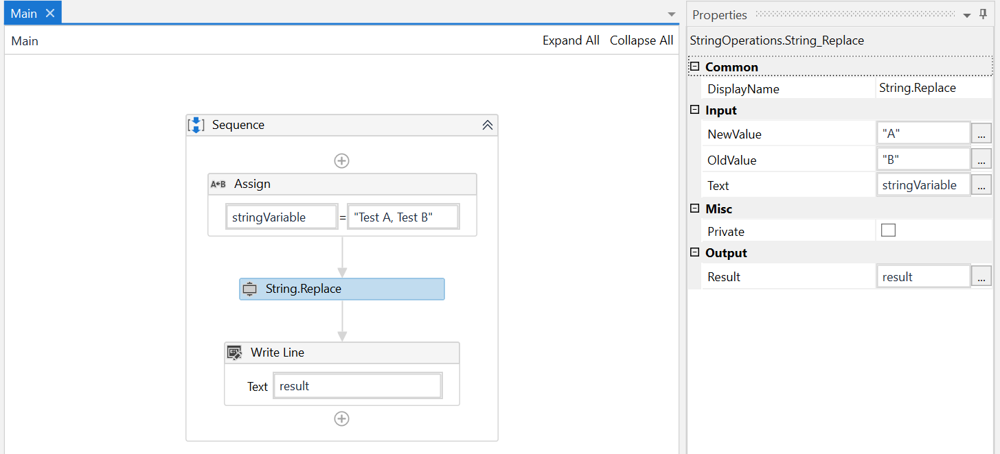 Main
Main
Expand All Collapse All
Sequence
A B Assign
stringVariable = "Test A, Test B"
String.Replace
Write Line
Text result
Properties
StringOperations.String_Replace
Common
DisplayName String.Replace
Input
NewValue "A" ...
OldValue "B" ...
Text stringVariable ...
Misc
Private
Output
Result result ...